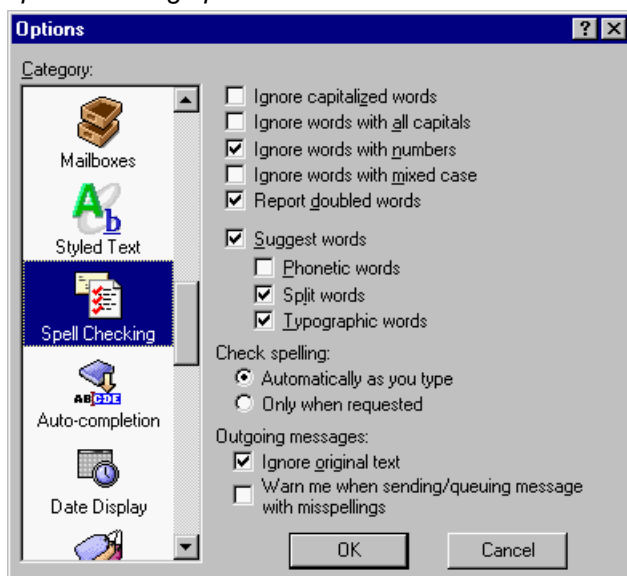 Options
Category:
Mailboxes
Styled Text
Spell Checking
Auto-completion
Date Display
Ignore capitalized words
Ignore words with all capitals
Ignore words with numbers
Ignore words with mixed case
Report doubled words
Suggest words
Phonetic words
Split words
Typographic words
Check spelling:
Automatically as you type
Only when requested
Outgoing messages:
Ignore original text
Warn me when sending/queuing message
with misspellings
OK
Cancel